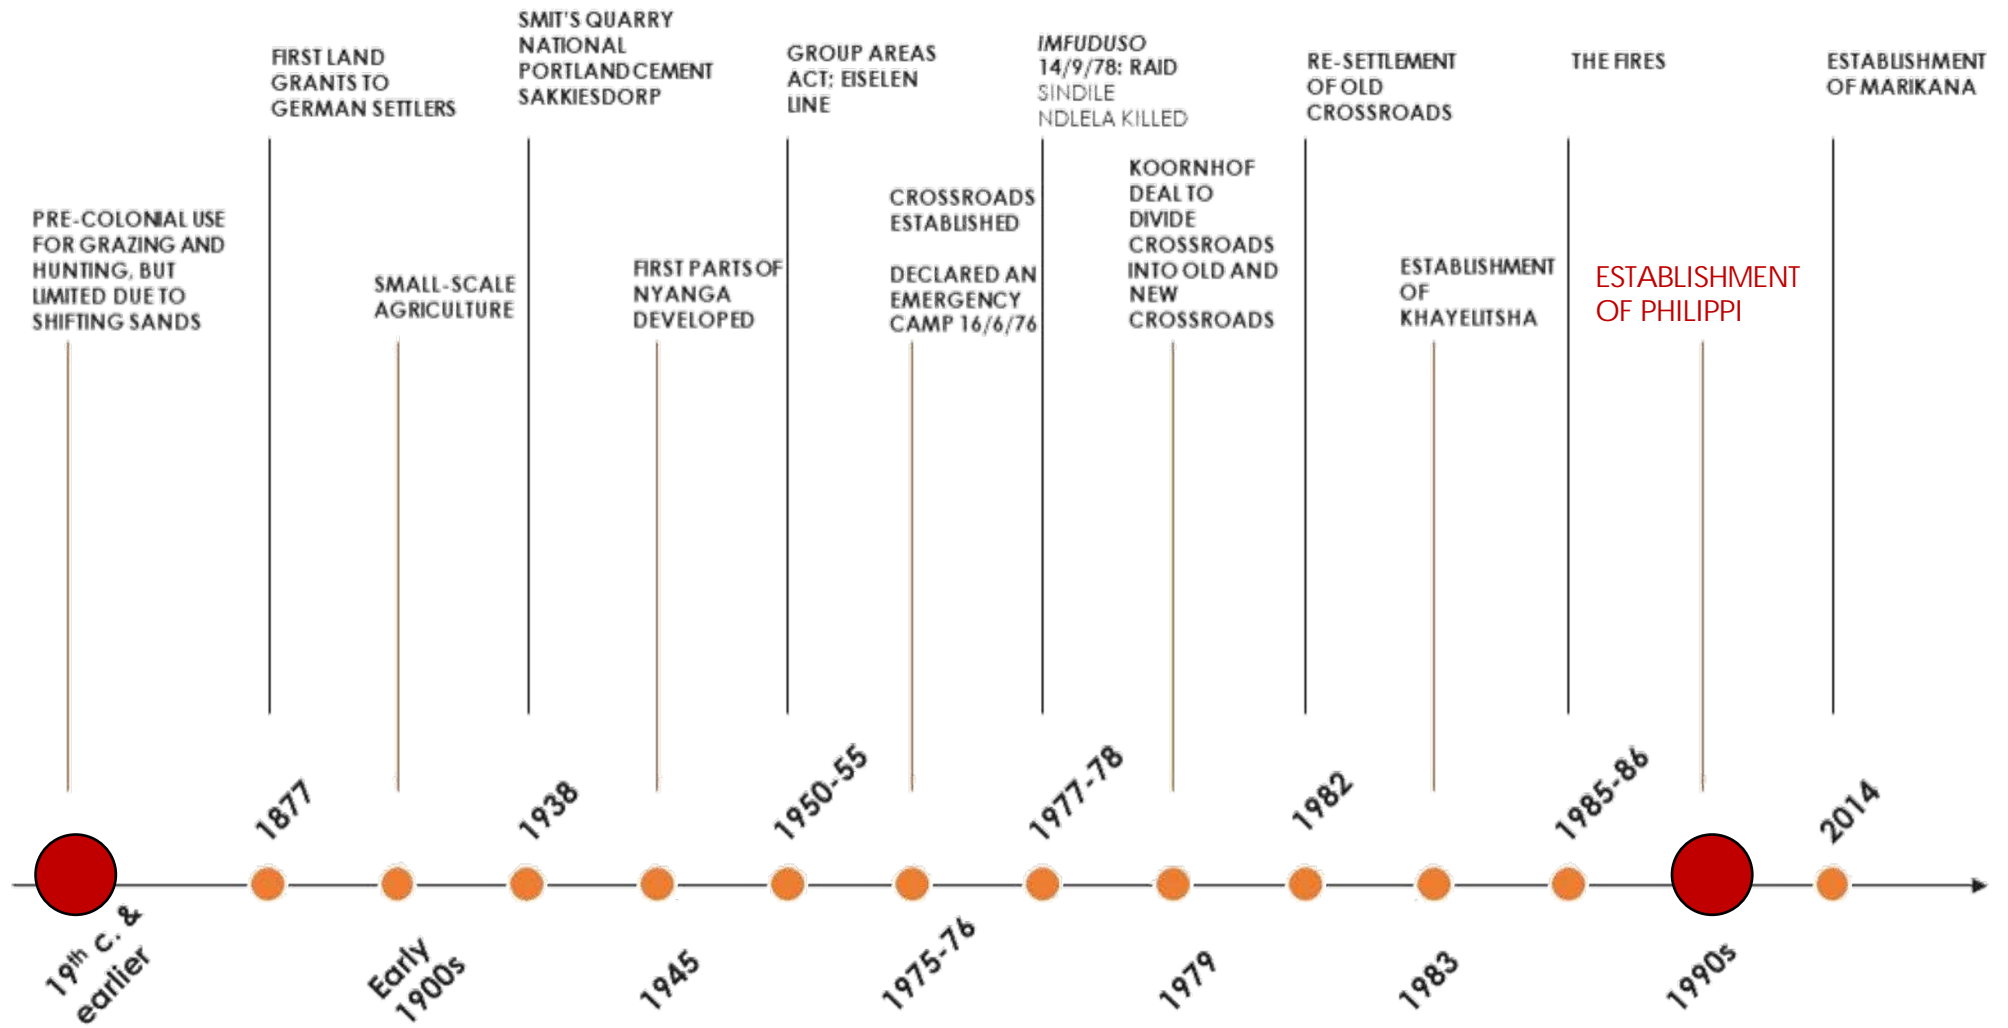 PRE-COLONIAL USE
FOR GRAZING AND
HUNTING, BUT
LIMITED DUE TO
SHIFTING SANDS
FIRST LAND
GRANTS TO
GERMAN SETTLERS
SMALL-SCALE
AGRICULTURE
SMIT'S QUARRY
NATIONAL
PORTLAND CEMENT
SAKKIESDORP
FIRST PARTS OF
NYANGA
DEVELOPED
GROUP AREAS
ACT; EISELEN
LINE
CROSSROADS
ESTABLISHED
DECLARED AN
EMERGENCY
CAMP 16/6/76
IMFUDUSO
14/9/78: RAID
SINDILE
NDLELA KILLED
KOORNHOF
DEAL TO
DIVIDE
CROSSROADS
INTO OLD AND
NEW
CROSSROADS
RE-SETTLEMENT
OF OLD
CROSSROADS
ESTABLISHMENT
OF
KHAYELITSHA
THE FIRES
ESTABLISHMENT
OF PHILIPPI
ESTABLISHMENT
OF MARIKANA
19th c. &
earlier
1877
Early
1900s
1938
1945
1950-55
1975-76
1977-78
1979
1982
1983
1985-86
1990s
2014